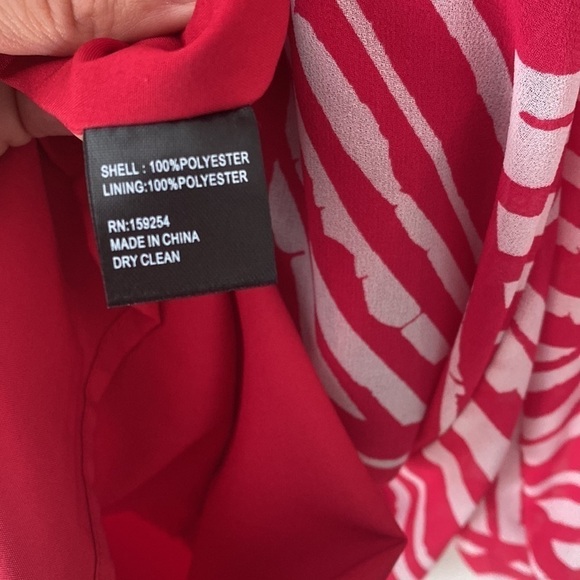 SHELL : 100%POLYESTER
LINING:100%POLYESTER
RN:159254
MADE IN CHINA
DRY CLEAN